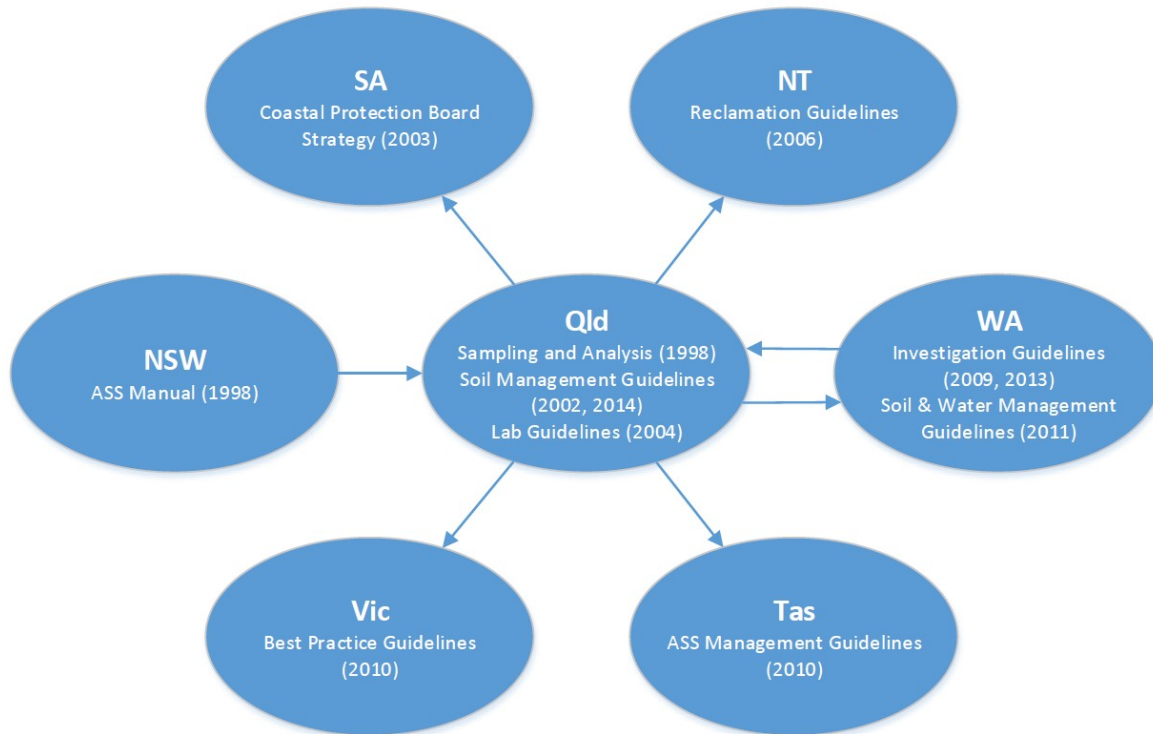 SA
Coastal Protection Board
Strategy (2003)
NT
Reclamation Guidelines
(2006)
NSW
ASS Manual (1998)
Qld
Sampling and Analysis (1998)
Soil Management Guidelines
(2002, 2014)
Lab Guidelines (2004)
WA
Investigation Guidelines
(2009, 2013)
Soil & Water Management
Guidelines (2011)
Vic
Best Practice Guidelines
(2010)
Tas
ASS Management Guidelines
(2010)